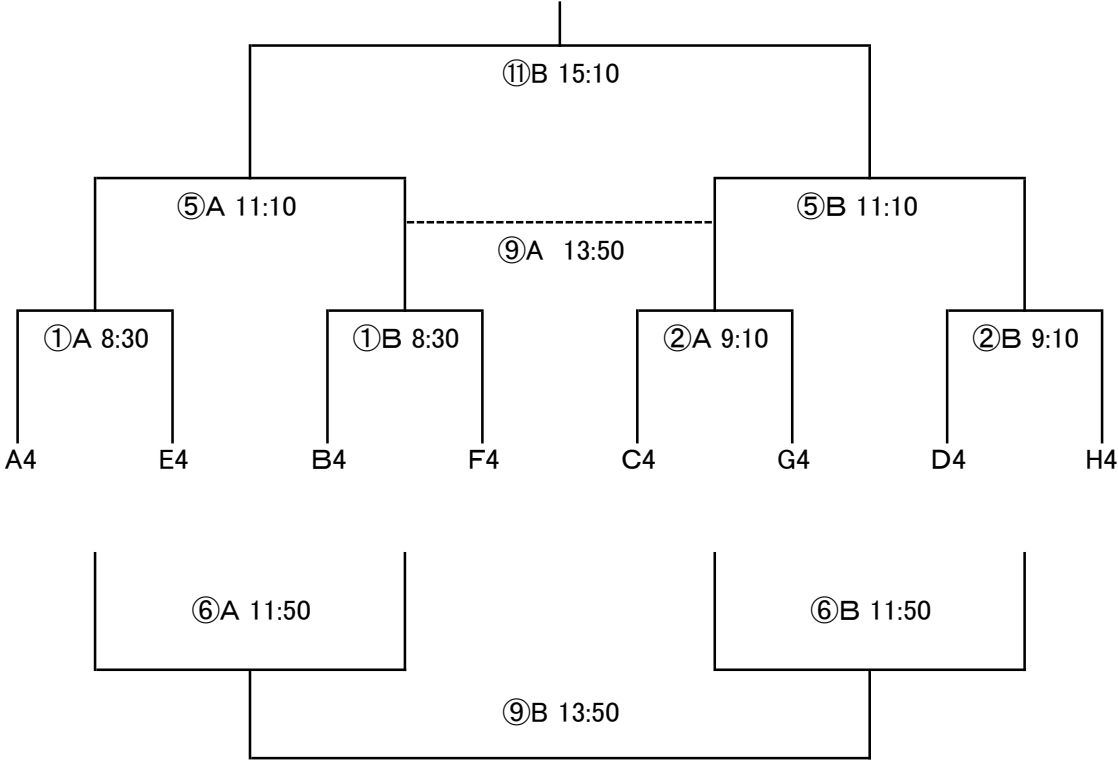 ⑪B 15:10
⑤A 11:10
⑤B 11:10
⑨A 13:50
①A 8:30
①B 8:30
②A 9:10
②B 9:10
A4 E4 B4 F4 C4 G4 D4 H4
⑥A 11:50
⑥B 11:50
⑨B 13:50